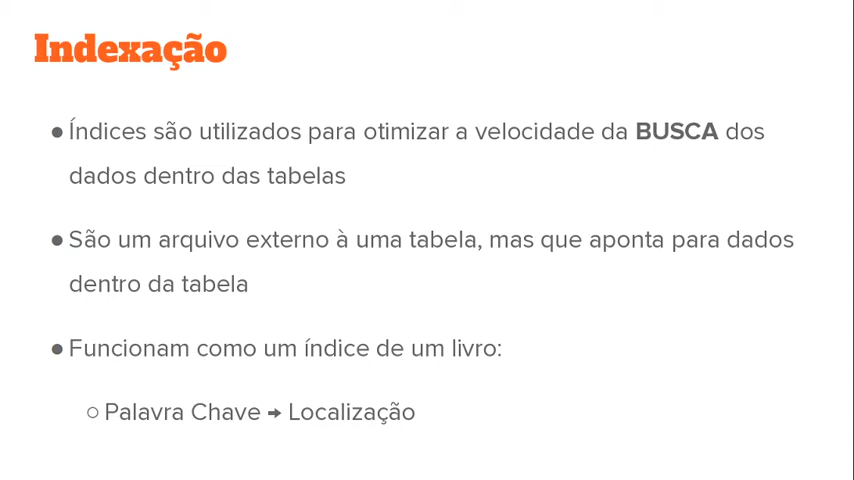 Indexação
● Índices são utilizados para otimizar a velocidade da BUSCA dos
dados dentro das tabelas
● São um arquivo externo à uma tabela, mas que aponta para dados
dentro da tabela
● Funcionam como um índice de um livro:
○ Palavra Chave → Localização